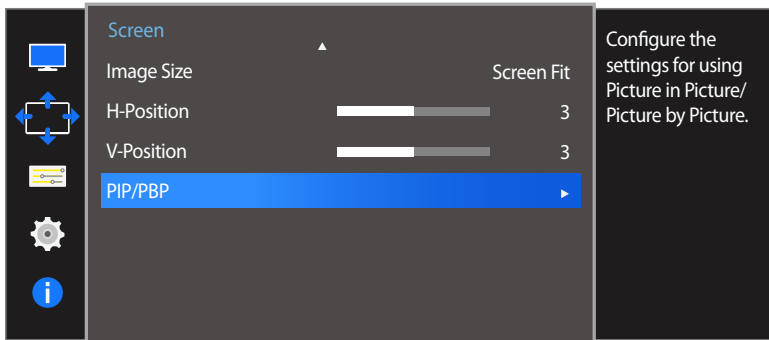 Screen
Image Size Screen Fit
H-Position 3
V-Position 3
PIP/PBP
Configure the
settings for using
Picture in Picture/
Picture by Picture.